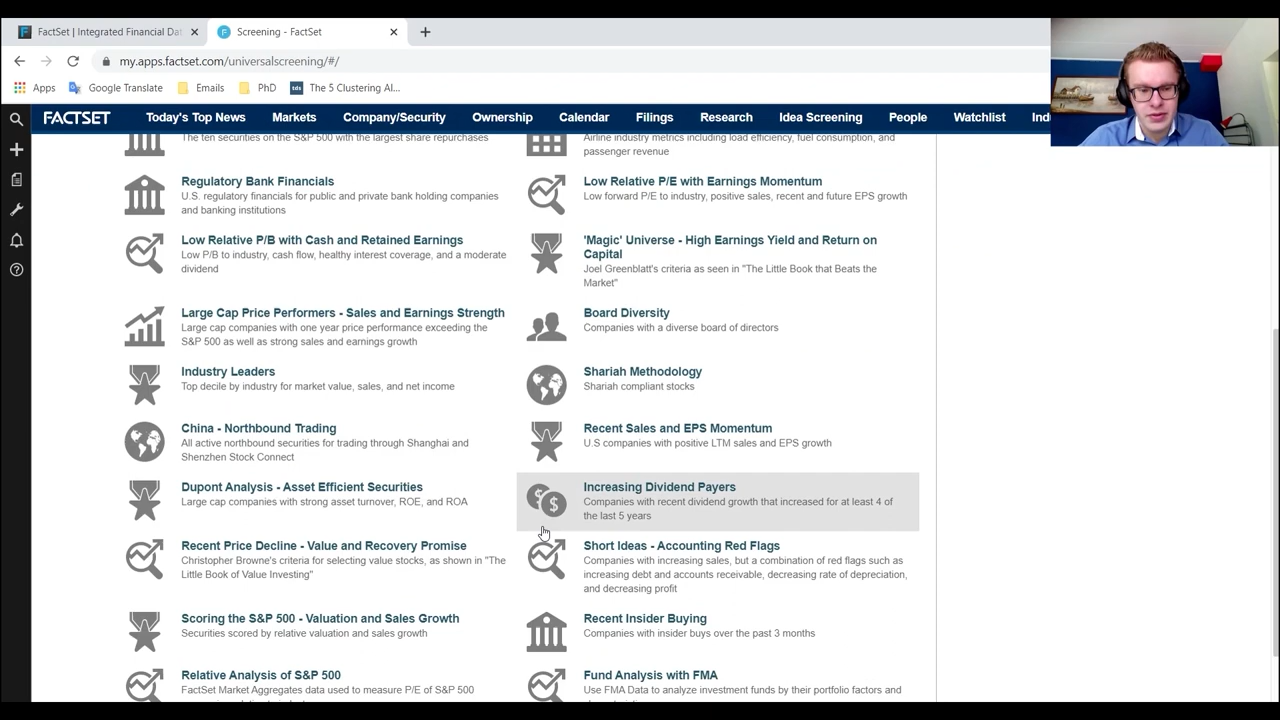 FactSet | Integrated Financial Dat
Screening - FactSet
my.apps.factset.com/universalscreening/#/
Apps
Google Translate
Emails
PhD
tds
The 5 Clustering Al...
FACTSET
Today's Top News
Markets
Company/Security
Ownership
Calendar
Filings
Research
Idea Screening
People
Watchlist
The ten securities on the S&P 500 with the largest share repurchases
Airline industry metrics including load efficiency, fuel consumption, and
passenger revenue
Regulatory Bank Financials
U.S. regulatory financials for public and private bank holding companies
and banking institutions
Low Relative P/E with Earnings Momentum
Low forward P/E to industry, positive sales, recent and future EPS growth
Low Relative P/B with Cash and Retained Earnings
Low P/B to industry, cash flow, healthy interest coverage, and a moderate
dividend
'Magic' Universe - High Earnings Yield and Return on
Capital
Joel Greenblatt's criteria as seen in "The Little Book that Beats the
Market"
Large Cap Price Performers - Sales and Earnings Strength
Large cap companies with one year price performance exceeding the
S&P 500 as well as strong sales and earnings growth
Board Diversity
Companies with a diverse board of directors
Industry Leaders
Top decile by industry for market value, sales, and net income
Shariah Methodology
Shariah compliant stocks
China - Northbound Trading
All active northbound securities for trading through Shanghai and
Shenzhen Stock Connect
Recent Sales and EPS Momentum
U.S companies with positive LTM sales and EPS growth
Dupont Analysis - Asset Efficient Securities
Large cap companies with strong asset turnover, ROE, and ROA
Increasing Dividend Payers
Companies with recent dividend growth that increased for at least 4 of
the last 5 years
Recent Price Decline - Value and Recovery Promise
Christopher Browne's criteria for selecting value stocks, as shown in "The
Little Book of Value Investing"
Short Ideas - Accounting Red Flags
Companies with increasing sales, but a combination of red flags such as
increasing debt and accounts receivable, decreasing rate of depreciation,
and decreasing profit
Scoring the S&P 500 - Valuation and Sales Growth
Securities scored by relative valuation and sales growth
Recent Insider Buying
Companies with insider buys over the past 3 months
Relative Analysis of S&P 500
FactSet Market Aggregates data used to measure P/E of S&P 500
Fund Analysis with FMA
Use FMA Data to analyze investment funds by their portfolio factors and